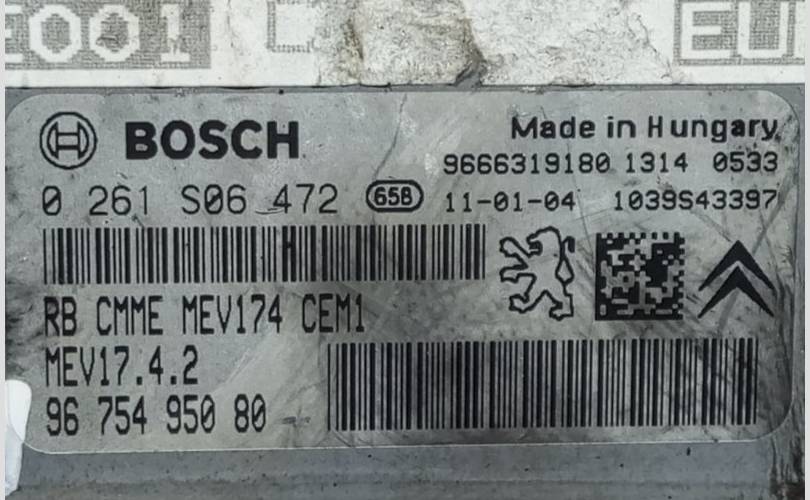 E001
EU
BOSCH
Made in Hungary
9666319180 1314 0533
0 261 S06 472 65B 11-01-04 1039S43397
RB CMME MEV174 CEM1
MEV17.4.2
96 754 950 80